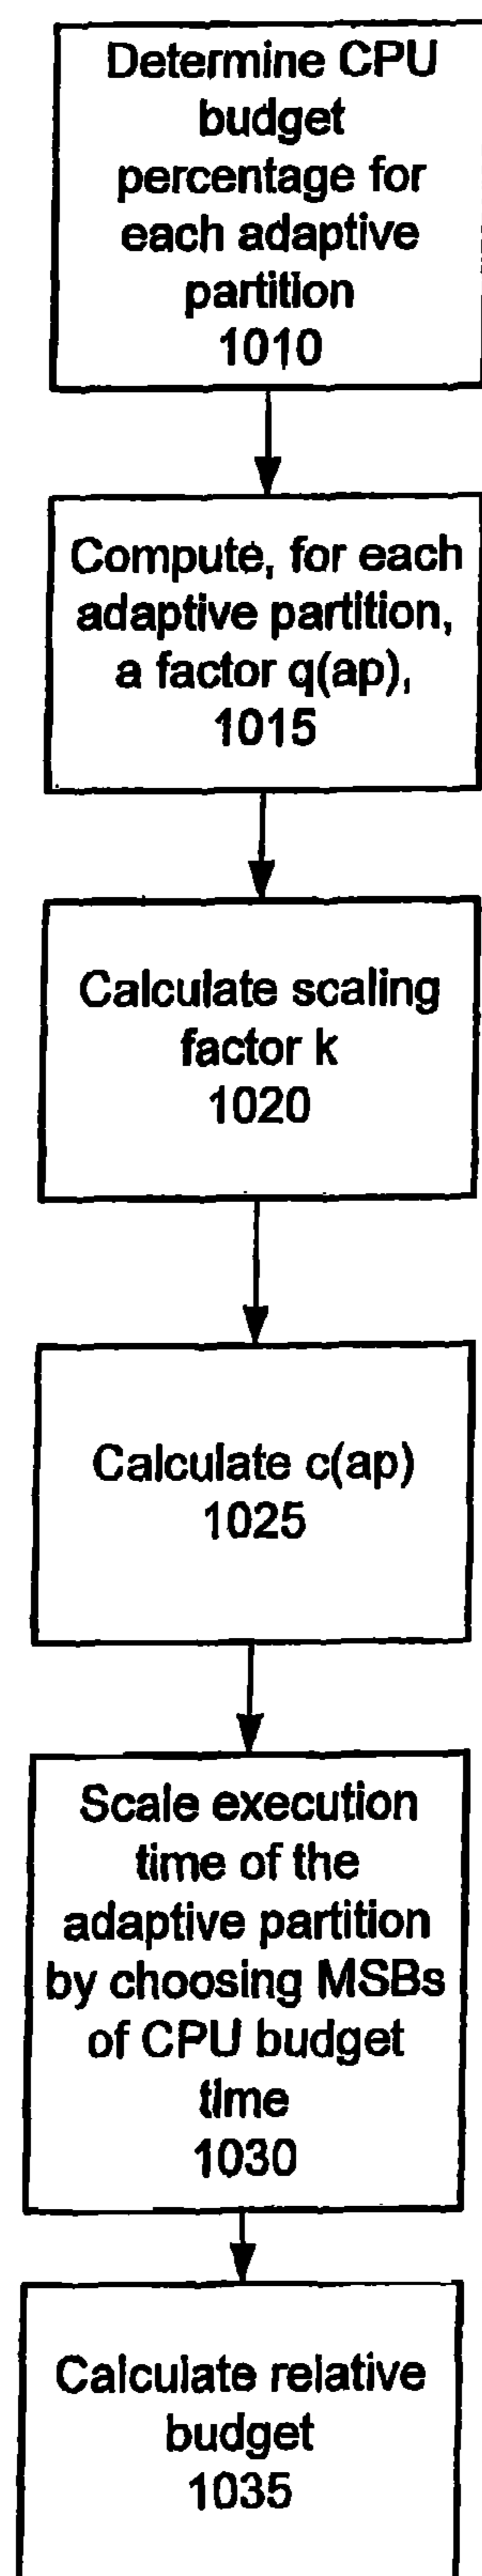 Determine CPU
budget
percentage for
each adaptive
partition
1010
Compute, for each
adaptive partition,
a factor q(ap),
1015
Calculate scaling
factor k
1020
Calculate c(ap)
1025
Scale execution
time of the
adaptive partition
by choosing MSBs
of CPU budget
time
1030
Calculate relative
budget
1035